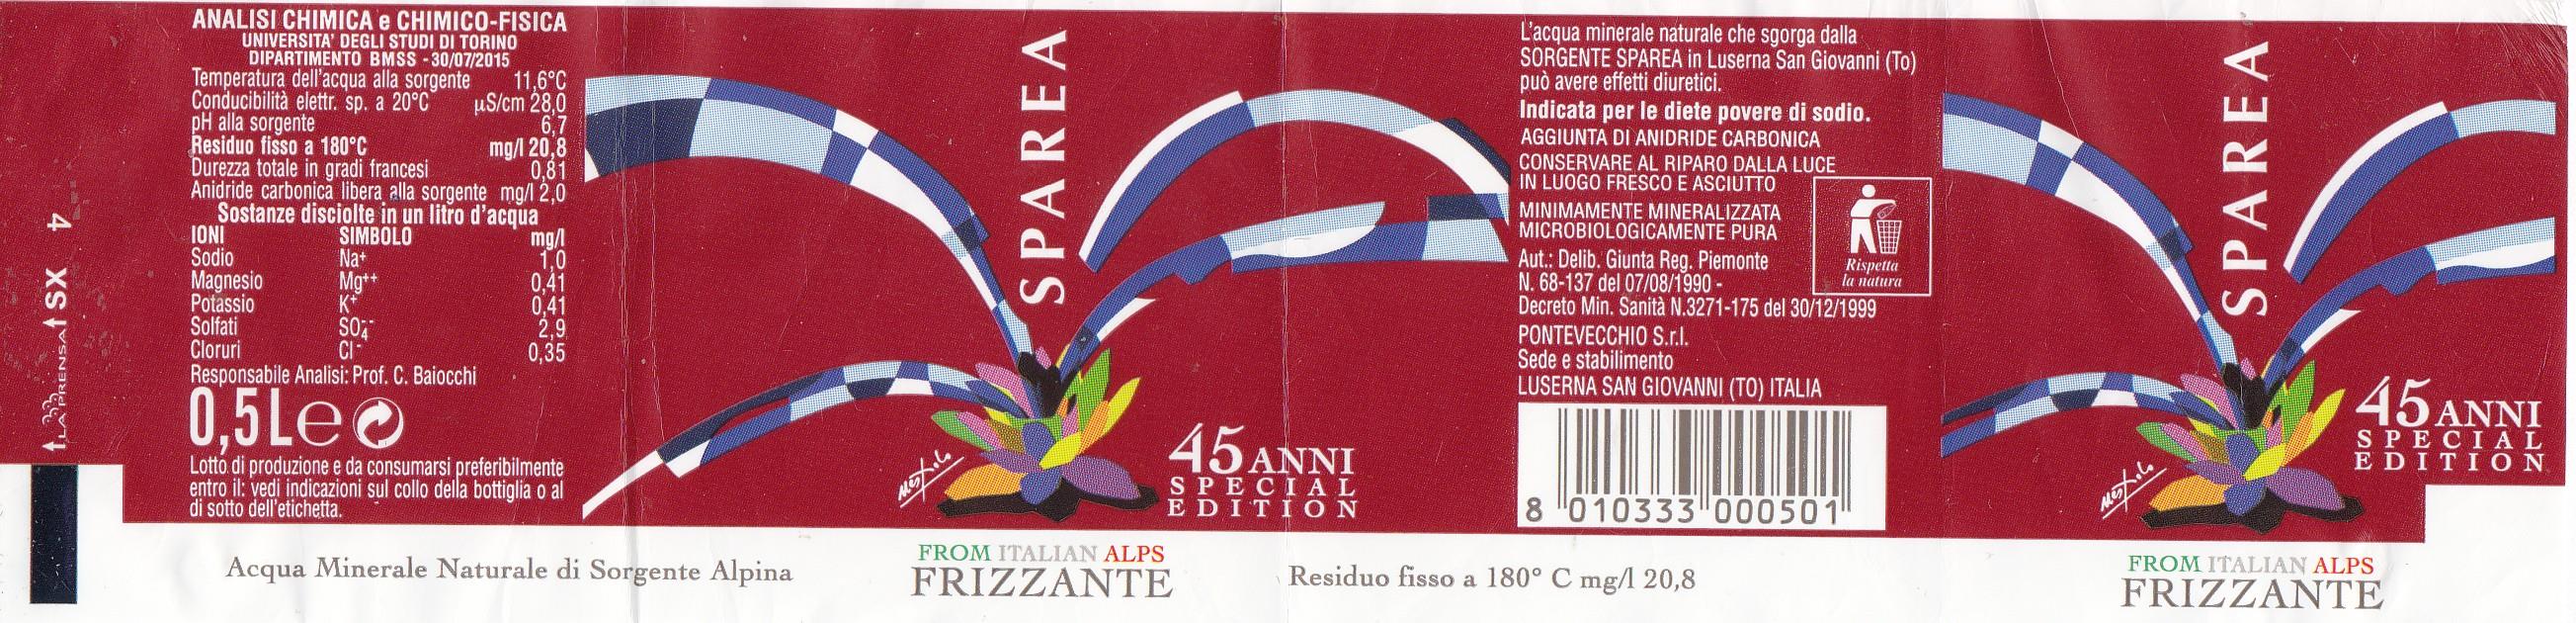 4
SX
LA PRENSA
ANALISI CHIMICA e CHIMICO-FISICA
UNIVERSITA' DEGLI STUDI DI TORINO
DIPARTIMENTO BMSS - 30/07/2015
Temperatura dell'acqua alla sorgente 11,6°C
Conducibilità elettr. sp. a 20°C µS/cm 28,0
pH alla sorgente 6,7
Residuo fisso a 180°C mg/l 20,8
Durezza totale in gradi francesi 0,81
Anidride carbonica libera alla sorgente mg/l 2,0
Sostanze disciolte in un litro d'acqua
IONI SIMBOLO mg/l
Sodio Na+ 1,0
Magnesio Mg++ 0,41
Potassio K+ 0,41
Solfati SO4-- 2,9
Cloruri Cl- 0,35
Responsabile Analisi: Prof. C. Baiocchi
0,5 L e
Lotto di produzione e da consumarsi preferibilmente
entro il: vedi indicazioni sul collo della bottiglia o al
di sotto dell'etichetta.
Acqua Minerale Naturale di Sorgente Alpina
SPAREA
45 ANNI
SPECIAL
EDITION
FROM ITALIAN ALPS
FRIZZANTE
L'acqua minerale naturale che sgorga dalla
SORGENTE SPAREA in Luserna San Giovanni (To)
può avere effetti diuretici.
Indicata per le diete povere di sodio.
AGGIUNTA DI ANIDRIDE CARBONICA
CONSERVARE AL RIPARO DALLA LUCE
IN LUOGO FRESCO E ASCIUTTO
MINIMAMENTE MINERALIZZATA
MICROBIOLOGICAMENTE PURA
Aut.: Delib. Giunta Reg. Piemonte
N. 68-137 del 07/08/1990 -
Decreto Min. Sanità N.3271-175 del 30/12/1999
PONTEVECCHIO S.r.l.
Sede e stabilimento
LUSERNA SAN GIOVANNI (TO) ITALIA
Rispetta
la natura
8 010333 000501
Residuo fisso a 180° C mg/l 20,8
SPAREA
45 ANNI
SPECIAL
EDITION
FROM ITALIAN ALPS
FRIZZANTE